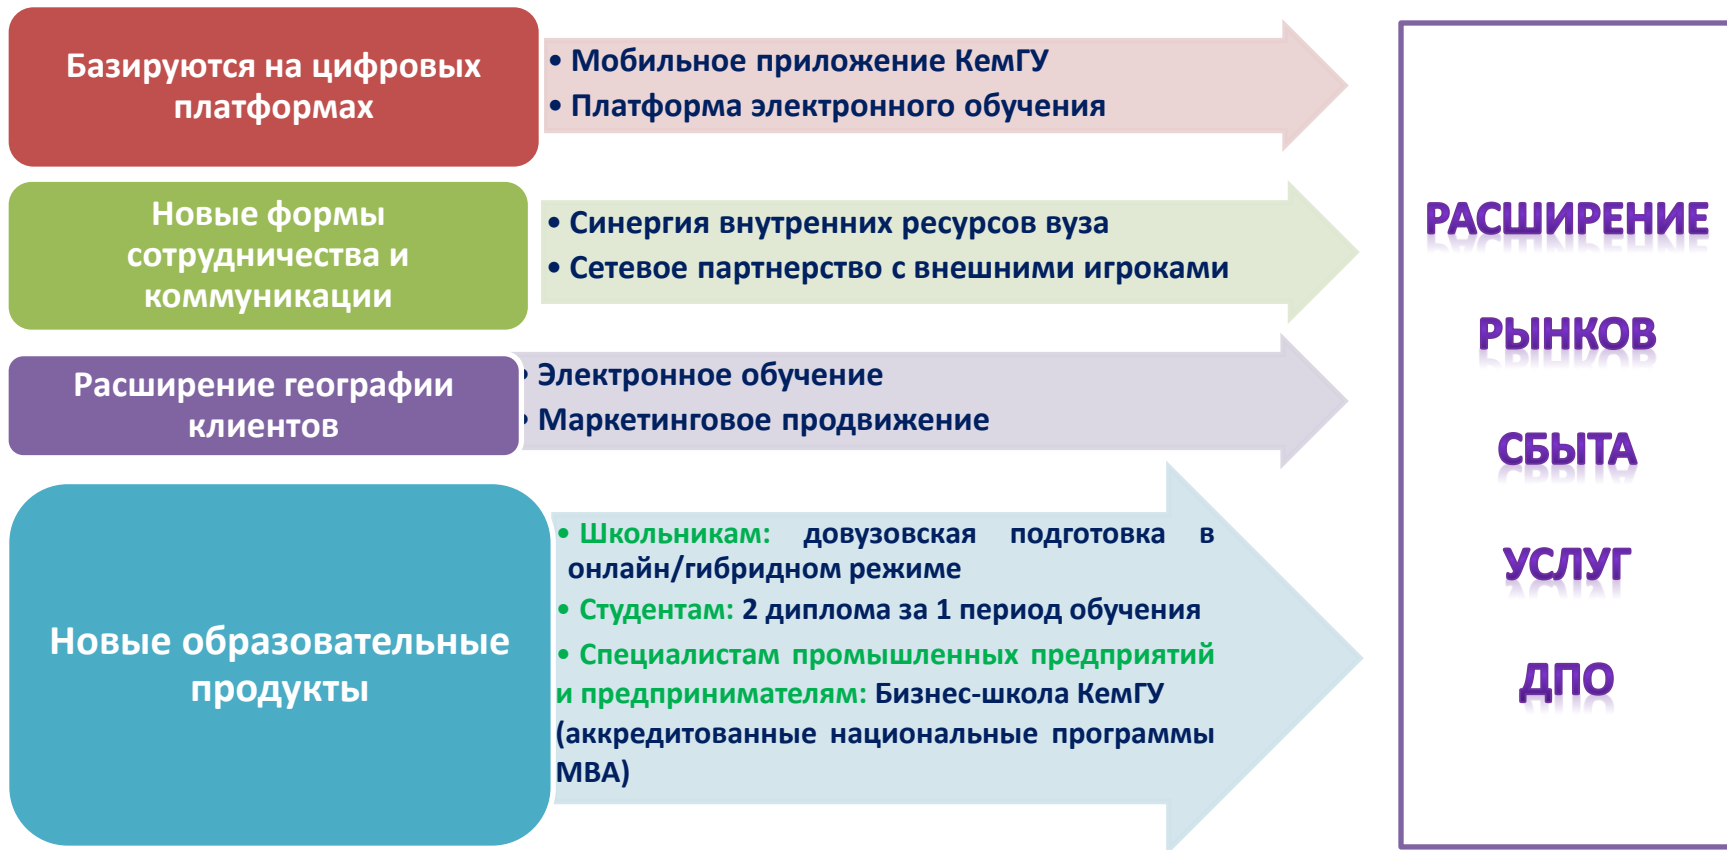 Базируются на цифровых
платформах
• Мобильное приложение КемГУ
• Платформа электронного обучения
Новые формы
сотрудничества и
коммуникации
• Синергия внутренних ресурсов вуза
• Сетевое партнерство с внешними игроками
Расширение географии
клиентов
• Электронное обучение
• Маркетинговое продвижение
Новые образовательные
продукты
• Школьникам: довузовская подготовка в
онлайн/гибридном режиме
• Студентам: 2 диплома за 1 период обучения
• Специалистам промышленных предприятий
и предпринимателям: Бизнес-школа КемГУ
(аккредитованные национальные программы
МВА)
РАСШИРЕНИЕ
РЫНКОВ
СБЫТА
УСЛУГ
ДПО